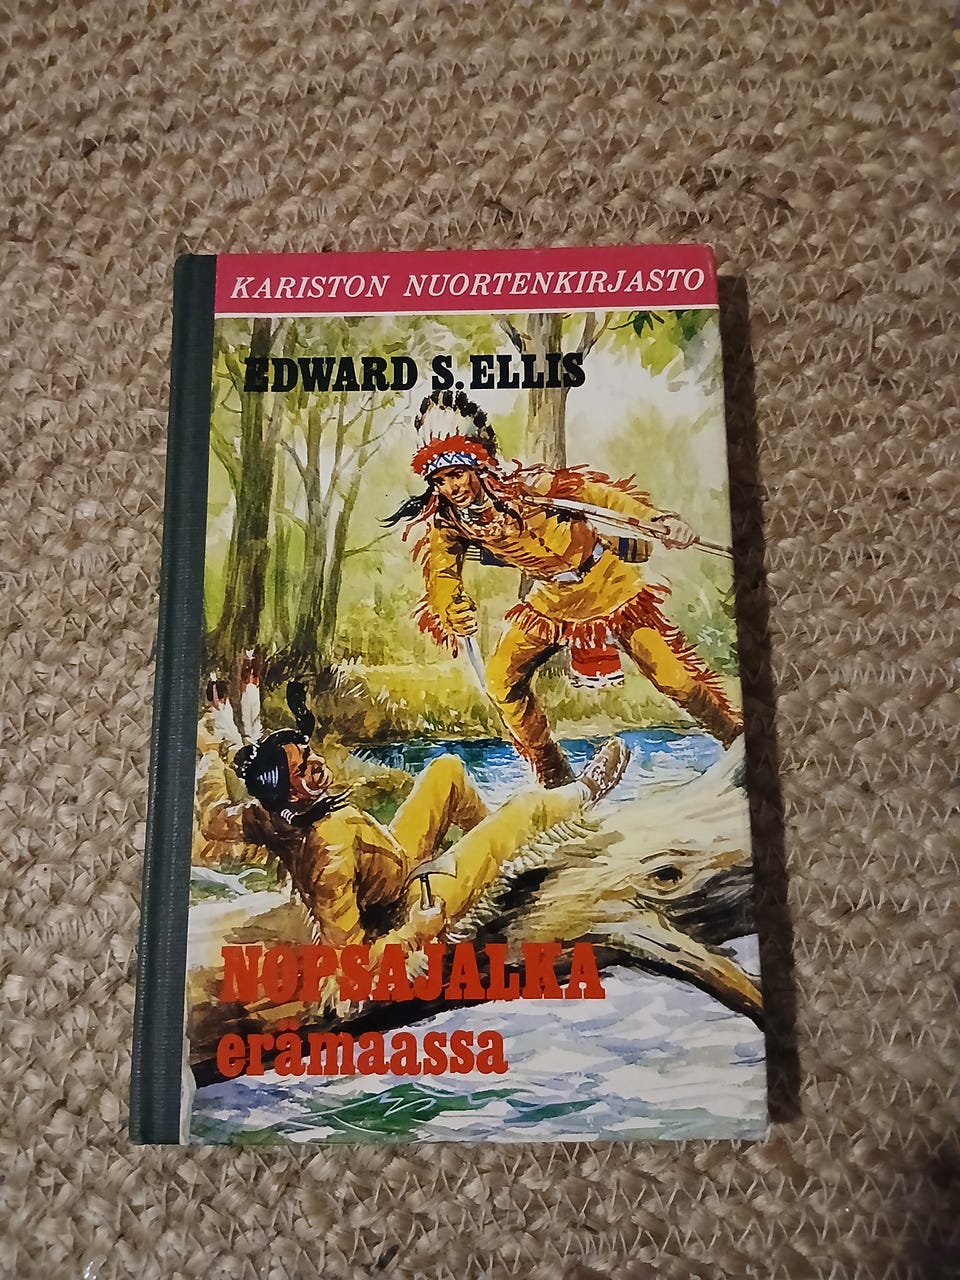 KARISTON NUORTENKIRJASTO
EDWARD S. ELLIS
NOPSAJALKA
erämaassa